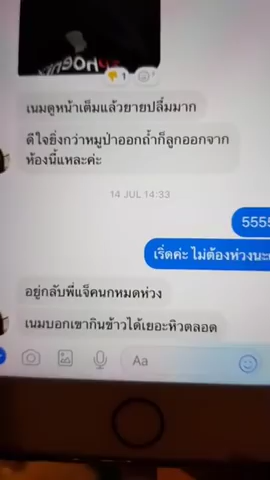 1
เนมดูหน้าเต็มแล้วยายปลื้มมาก
ดีใจยิ่งกว่าหมูป่าออกถ้ำก็ลูกออกจาก
ห้องนี้แหละค่ะ
14 JUL 14:33
555
เริ่ดค่ะ ไม่ต้องห่วงนะ
อยู่กลับพี่แจ็คนกหมดห่วง
เนมบอกเขากินข้าวได้เยอะหิวตลอด
Aa